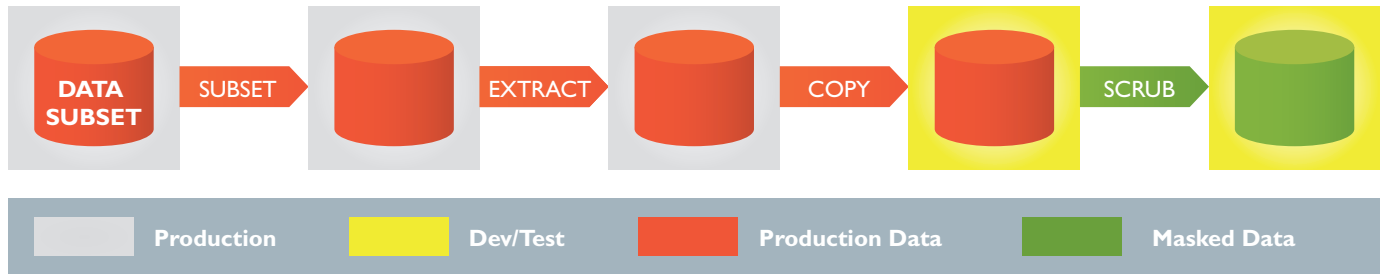 DATA
SUBSET
SUBSET
EXTRACT
COPY
SCRUB
Production
Dev/Test
Production Data
Masked Data